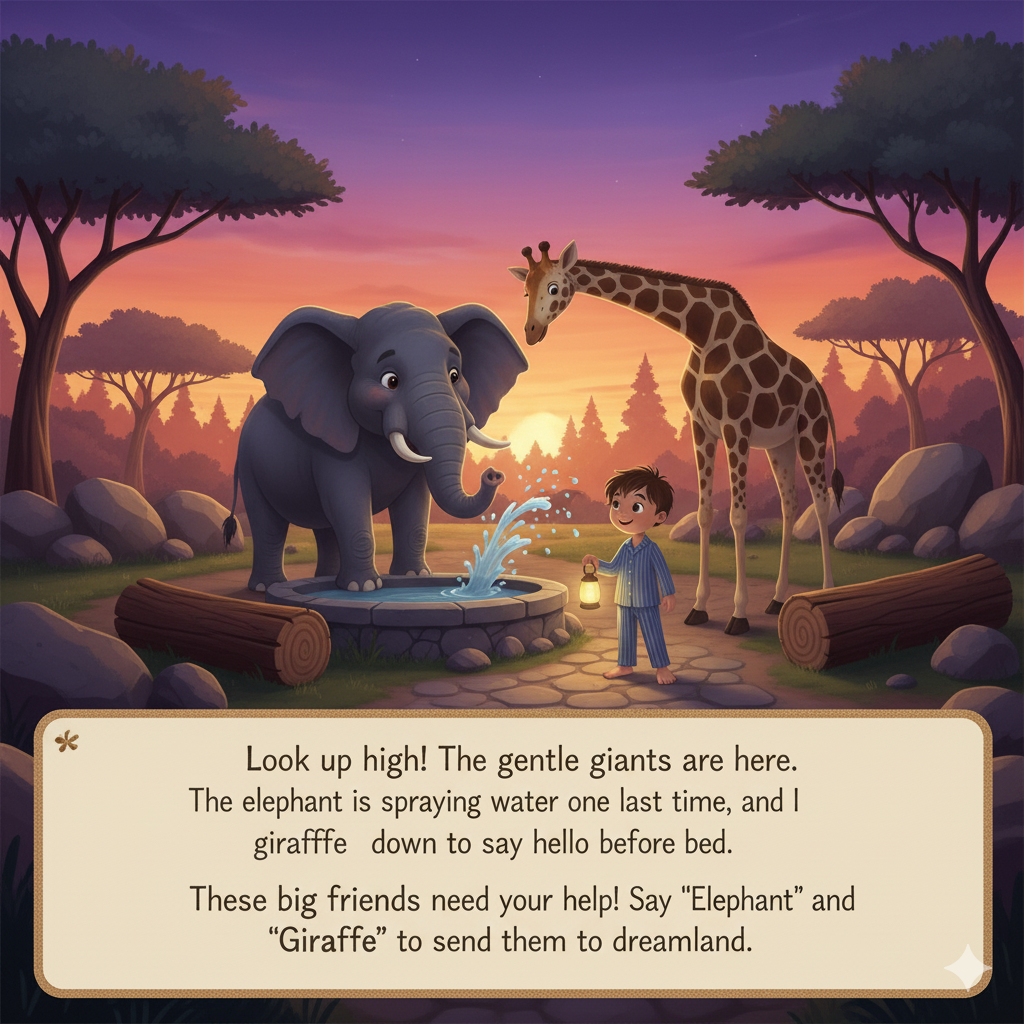 Look up high! The gentle giants are here.
The elephant is spraying water one last time, and I
girafffe down to say hello before bed.
These big friends need your help! Say "Elephant" and
"Giraffe" to send them to dreamland.